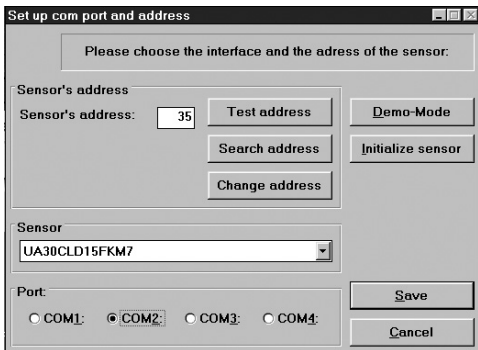 Set up com port and address
Please choose the interface and the adress of the sensor:
Sensor's address
Sensor's address: 35 Test address Demo-Mode
Search address Initialize sensor
Change address
Sensor
UA30CLD15FKM7
Port:
COM1: COM2: COM3: COM4: Save
Cancel